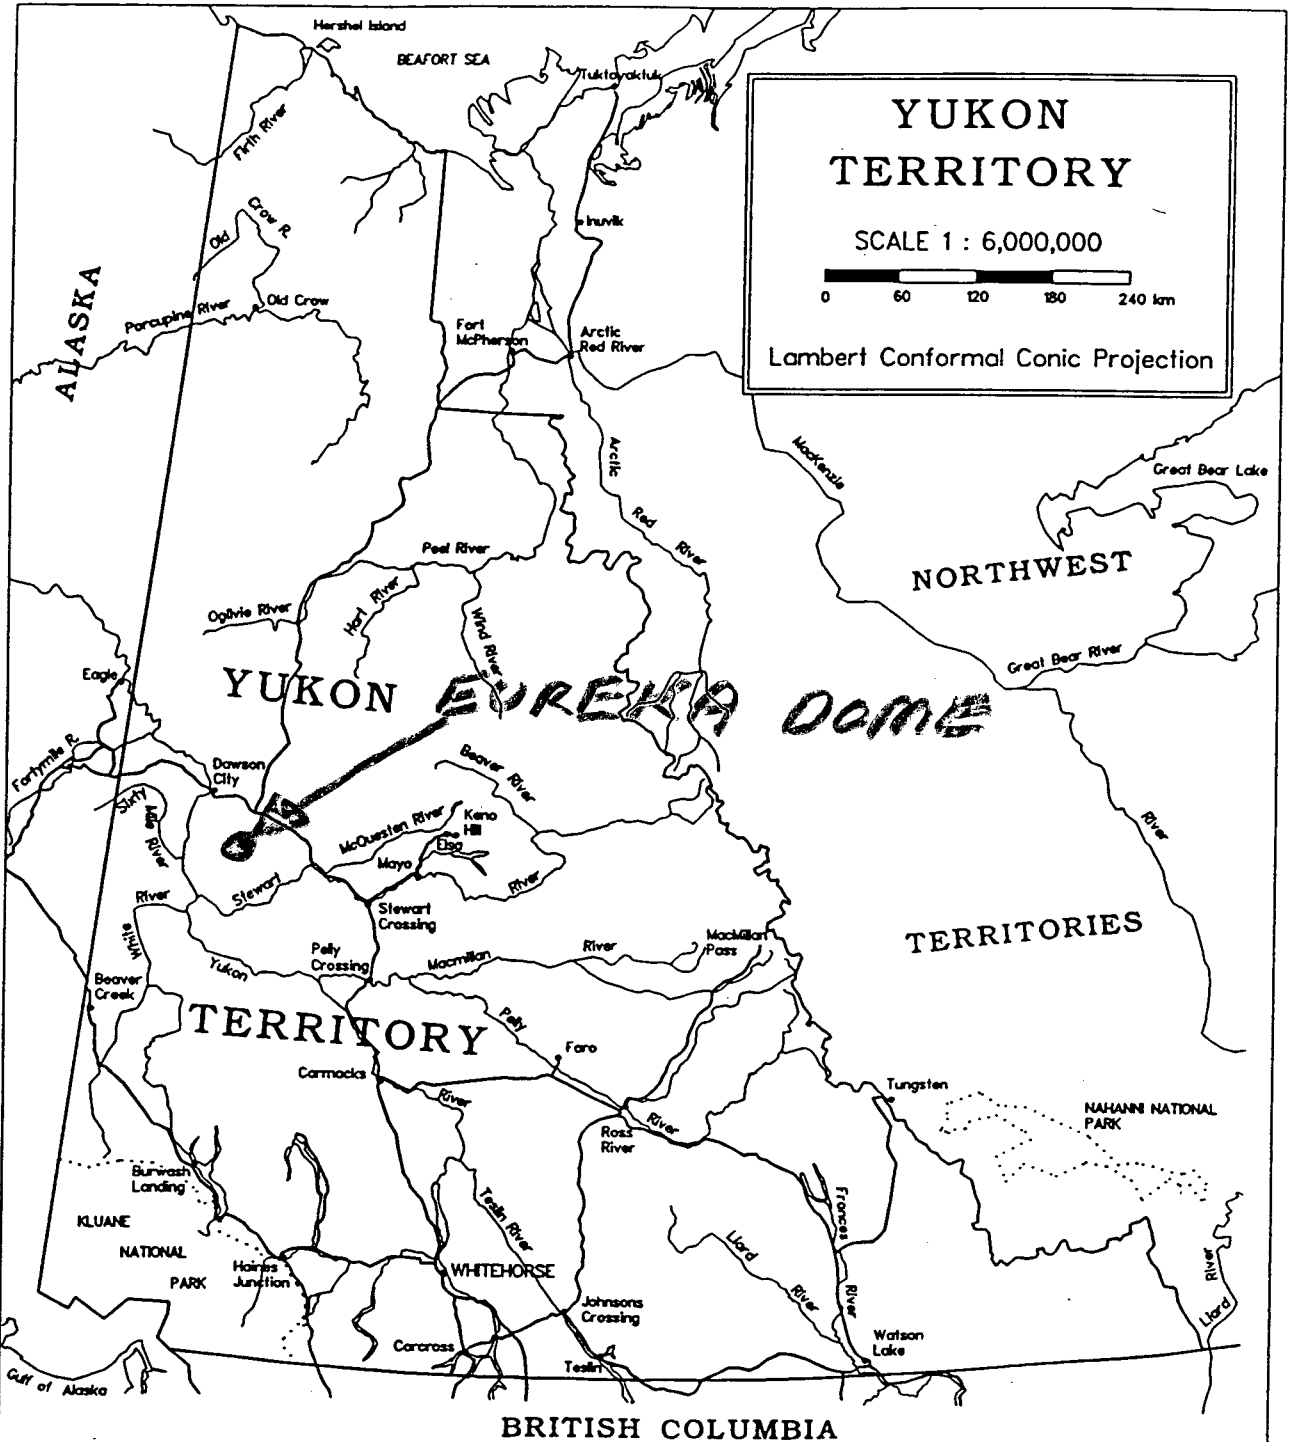 Hershel Island
BEAFORT SEA
Tuktoyaktuk
YUKON
TERRITORY
SCALE 1 : 6,000,000
0 60 120 180 240 km
Lambert Conformal Conic Projection
Firth River
Old Crow R.
Inuvik
ALASKA
Porcupine River
Old Crow
Fort
McPherson
Arctic
Red River
Arctic Red River
MacKenzie
Great Bear Lake
Peel River
NORTHWEST
Ogilvie River
Hart River
Wind River
Great Bear River
Eagle
YUKON
EUREKA DOME
Fortymile R.
Dawson
City
Beaver River
Sixty Mile River
McQuesten River
Keno
Hill
Elsa
Mayo
River
Stewart
River
River
Stewart
Crossing
White
Pelly
Crossing
Macmillan
River
MacMillan
Pass
TERRITORIES
Yukon
Beaver
Creek
TERRITORY
Pelly
Faro
Carmacks
River
Tungsten
NAHANNI NATIONAL
PARK
Ross
River
River
Burwash
Landing
Teslin River
Frances
KLUANE
NATIONAL
PARK
Haines
Junction
WHITEHORSE
Liard
River
River
River
Liard
Johnsons
Crossing
Carcross
Teslin
Watson
Lake
Gulf of Alaska
BRITISH COLUMBIA